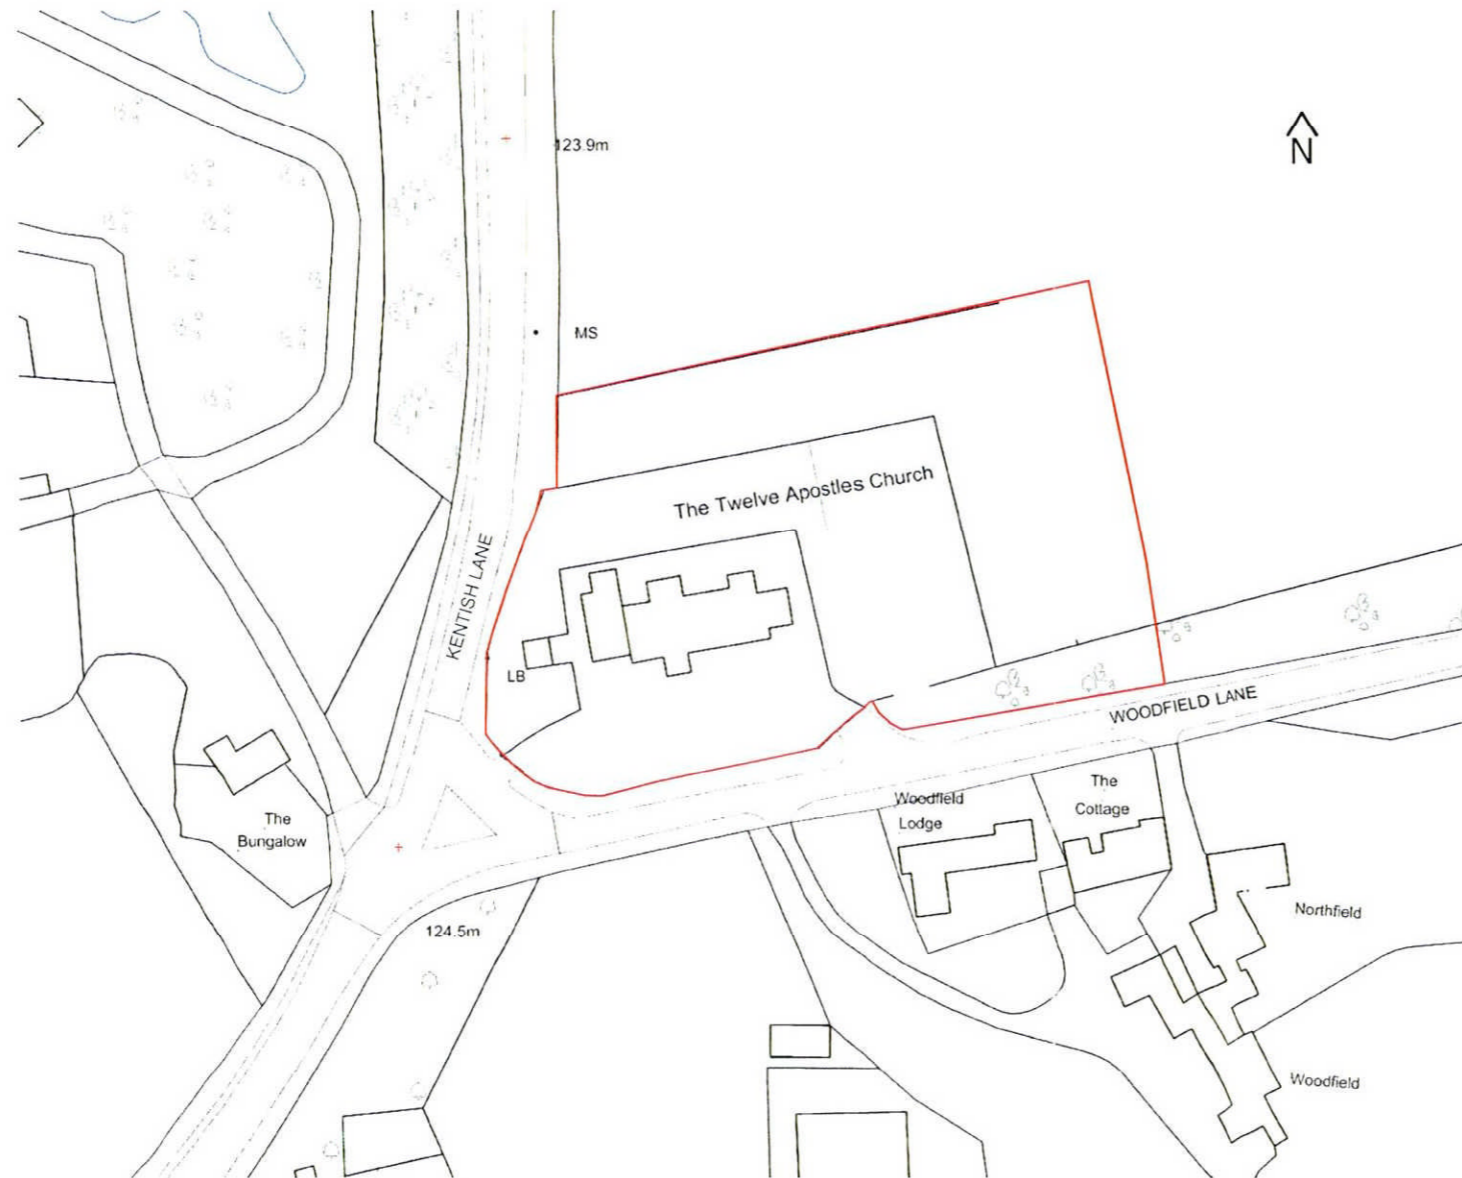 123.9m
N
MS
The Twelve Apostles Church
KENTISH LANE
LB
WOODFIELD LANE
The
Bungalow
Woodfield
Lodge
The
Cottage
124.5m
Northfield
Woodfield